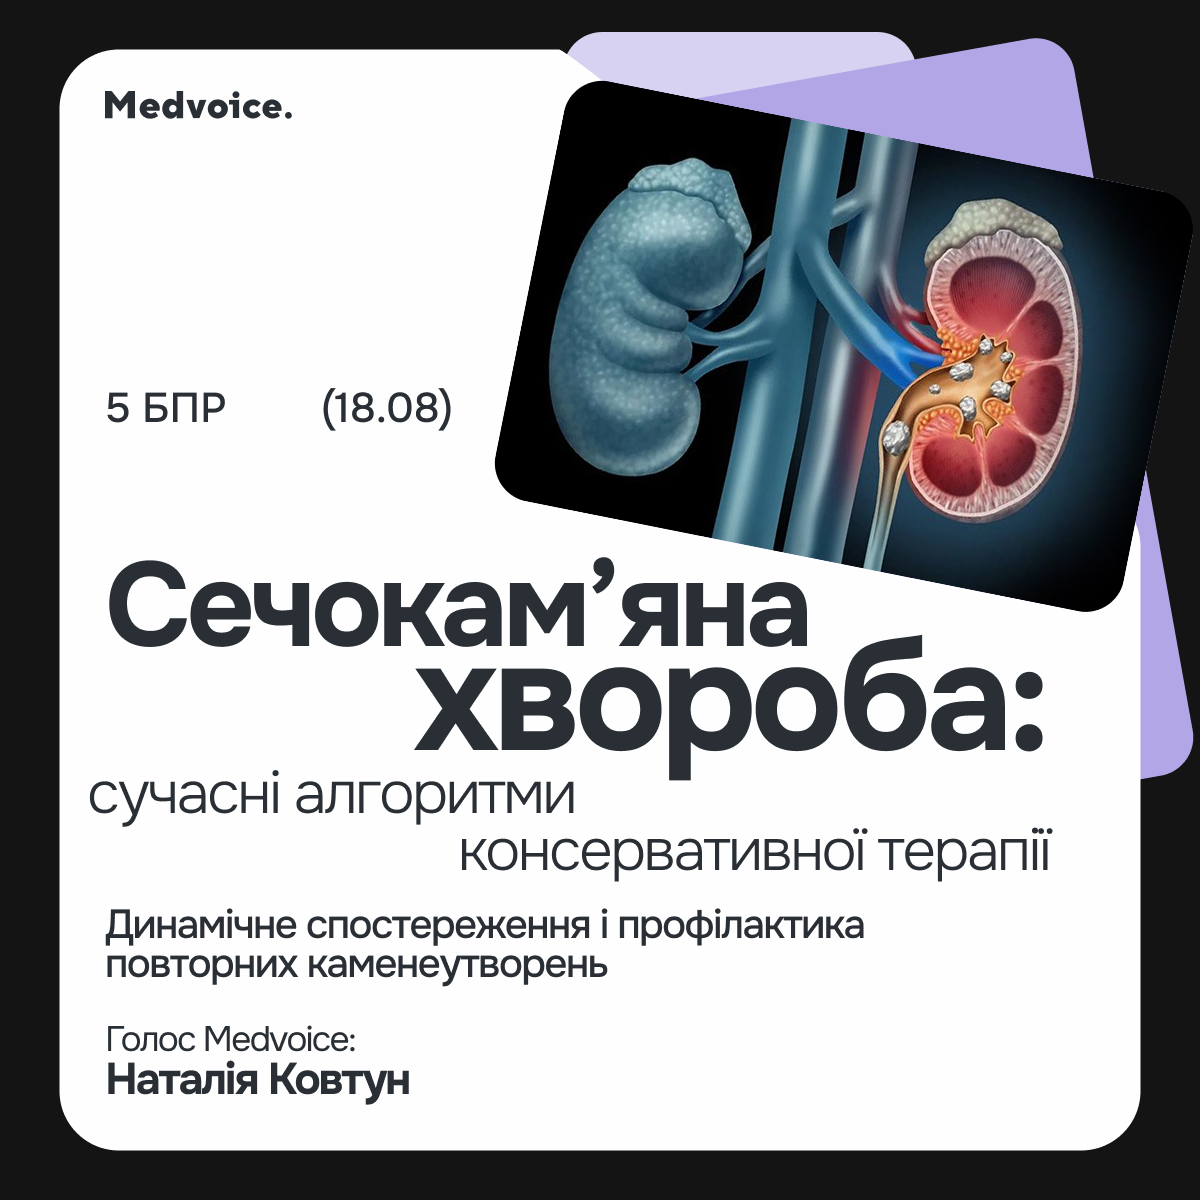 Medvoice.
5 БПР (18.08)
Сечокам’яна
хвороба:
сучасні алгоритми
консервативної терапії
Динамічне спостереження і профілактика
повторних каменеутворень
Голос Medvoice:
Наталія Ковтун